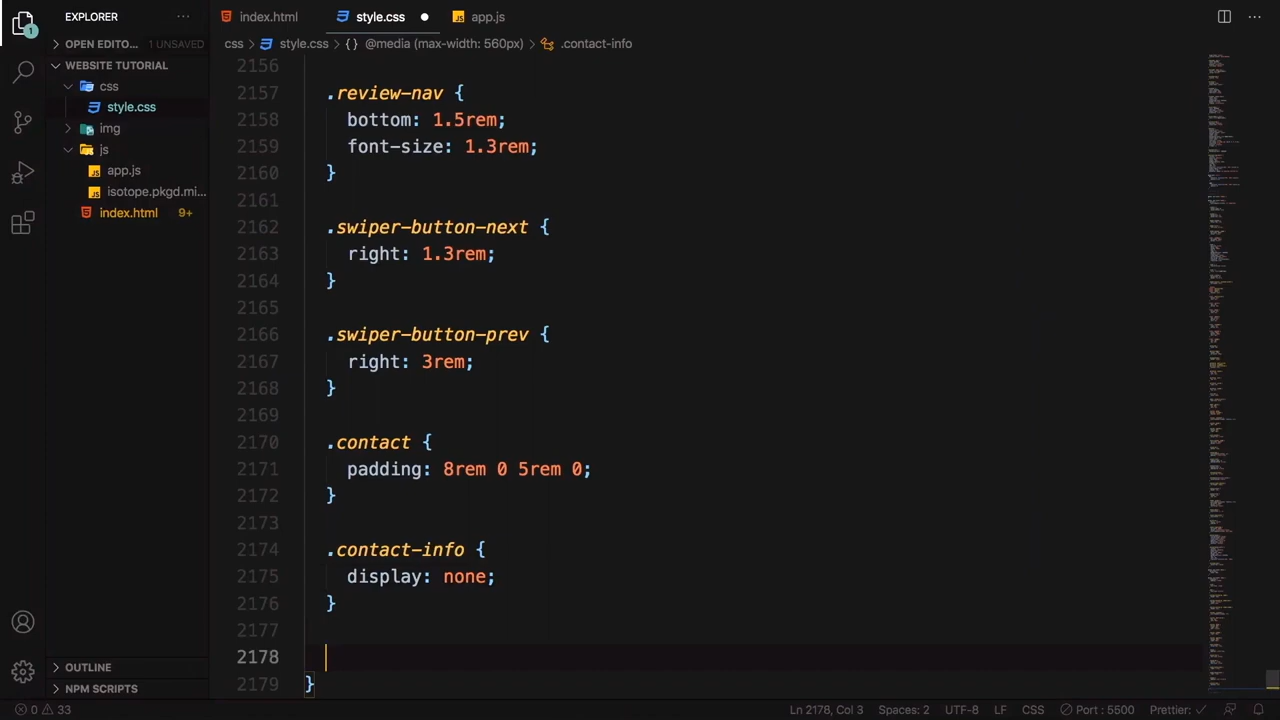 EXPLORER
index.html
style.css
app.js
OPEN EDITO... 1 UNSAVED
css
style.css
@media (max-width: 560px)
.contact-info
WEBSITE TUTORIAL
css
style.css
img
js
app.js
isotope.pkgd.mi...
index.html 9+
1
2156
2157 .review-nav {
2158 bottom: 1.5rem;
2159 font-size: 1.3rem;
2160 }
2161
2162 .swiper-button-next {
2163 right: 1.3rem;
2164 }
2165
2166 .swiper-button-prev {
2167 right: 3rem;
2168 }
2169
2170 .contact {
2171 padding: 8rem 0 5rem 0;
2172 }
2173
2174 .contact-info {
2175 display: none;
2176 }
2177
2178
2179 }
OUTLINE
NPM SCRIPTS
0 33
Ln 2178, Col 3 Spaces: 2 UTF-8 LF CSS Port : 5500 Prettier: ✓